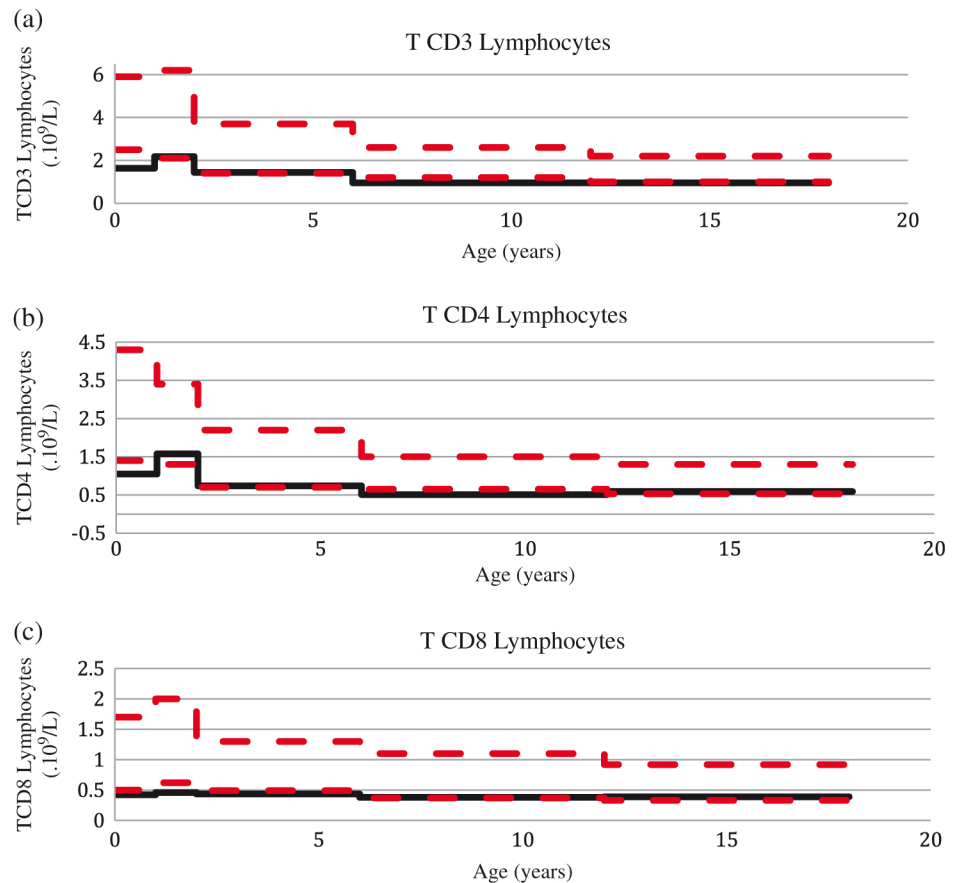 (a)
T CD3 Lymphocytes
TCD3 Lymphocytes
(.10⁹/L)
6
4
2
0
0 5 10 15 20
Age (years)
(b)
T CD4 Lymphocytes
TCD4 Lymphocytes
(.10⁹/L)
4.5
3.5
2.5
1.5
0.5
-0.5
0 5 10 15 20
Age (years)
(c)
T CD8 Lymphocytes
TCD8 Lymphocytes
(.10⁹/L)
2.5
2
1.5
1
0.5
0
0 5 10 15 20
Age (years)